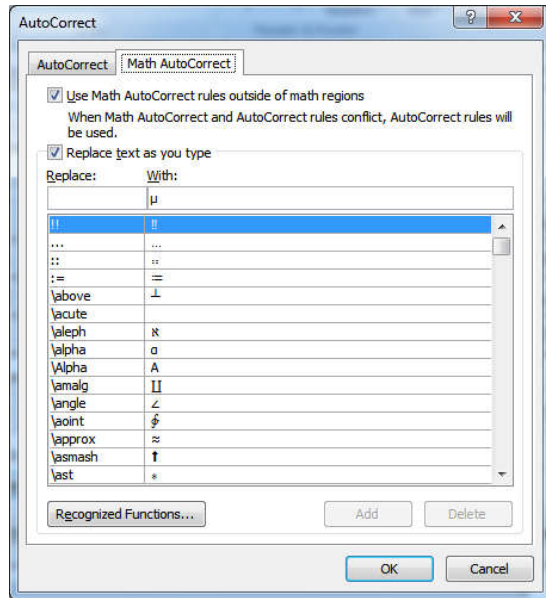 AutoCorrect
AutoCorrect Math AutoCorrect
Use Math AutoCorrect rules outside of math regions
When Math AutoCorrect and AutoCorrect rules conflict, AutoCorrect rules will
be used.
Replace text as you type
Replace: With:
µ
!! ‼
... …
:: ∷
:= ≔
\above ┴
\acute
\aleph ℵ
\alpha α
\Alpha Α
\amalg ∐
\angle ∠
\aoint ∳
\approx ≈
\asmash ⬆
\ast ∗
Recognized Functions...
Add Delete
OK Cancel